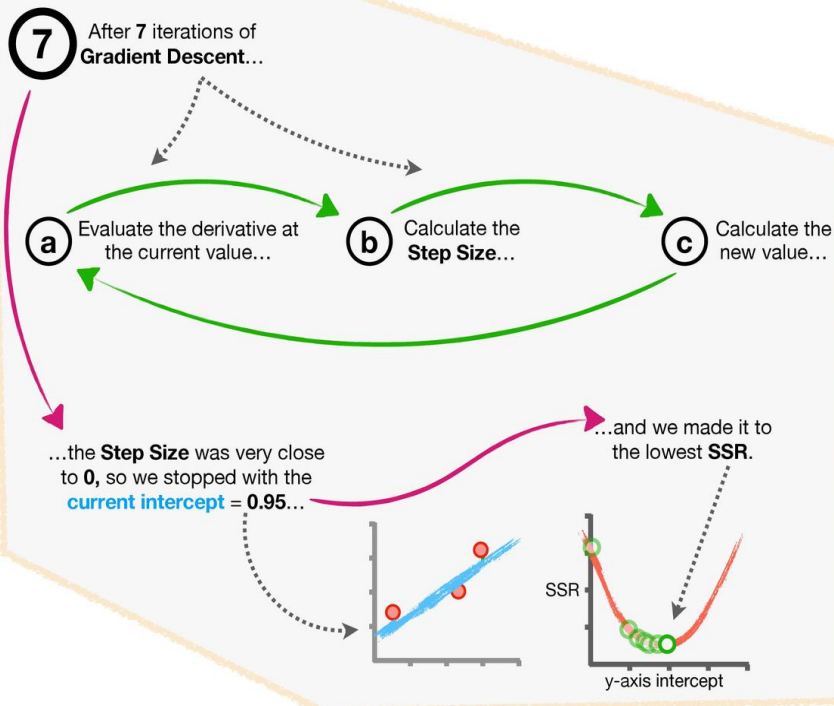 7
After 7 iterations of
Gradient Descent…
a
Evaluate the derivative at
the current value…
b
Calculate the
Step Size…
c
Calculate the
new value…
…the Step Size was very close
to 0, so we stopped with the
current intercept = 0.95…
…and we made it to
the lowest SSR.
SSR
y-axis intercept